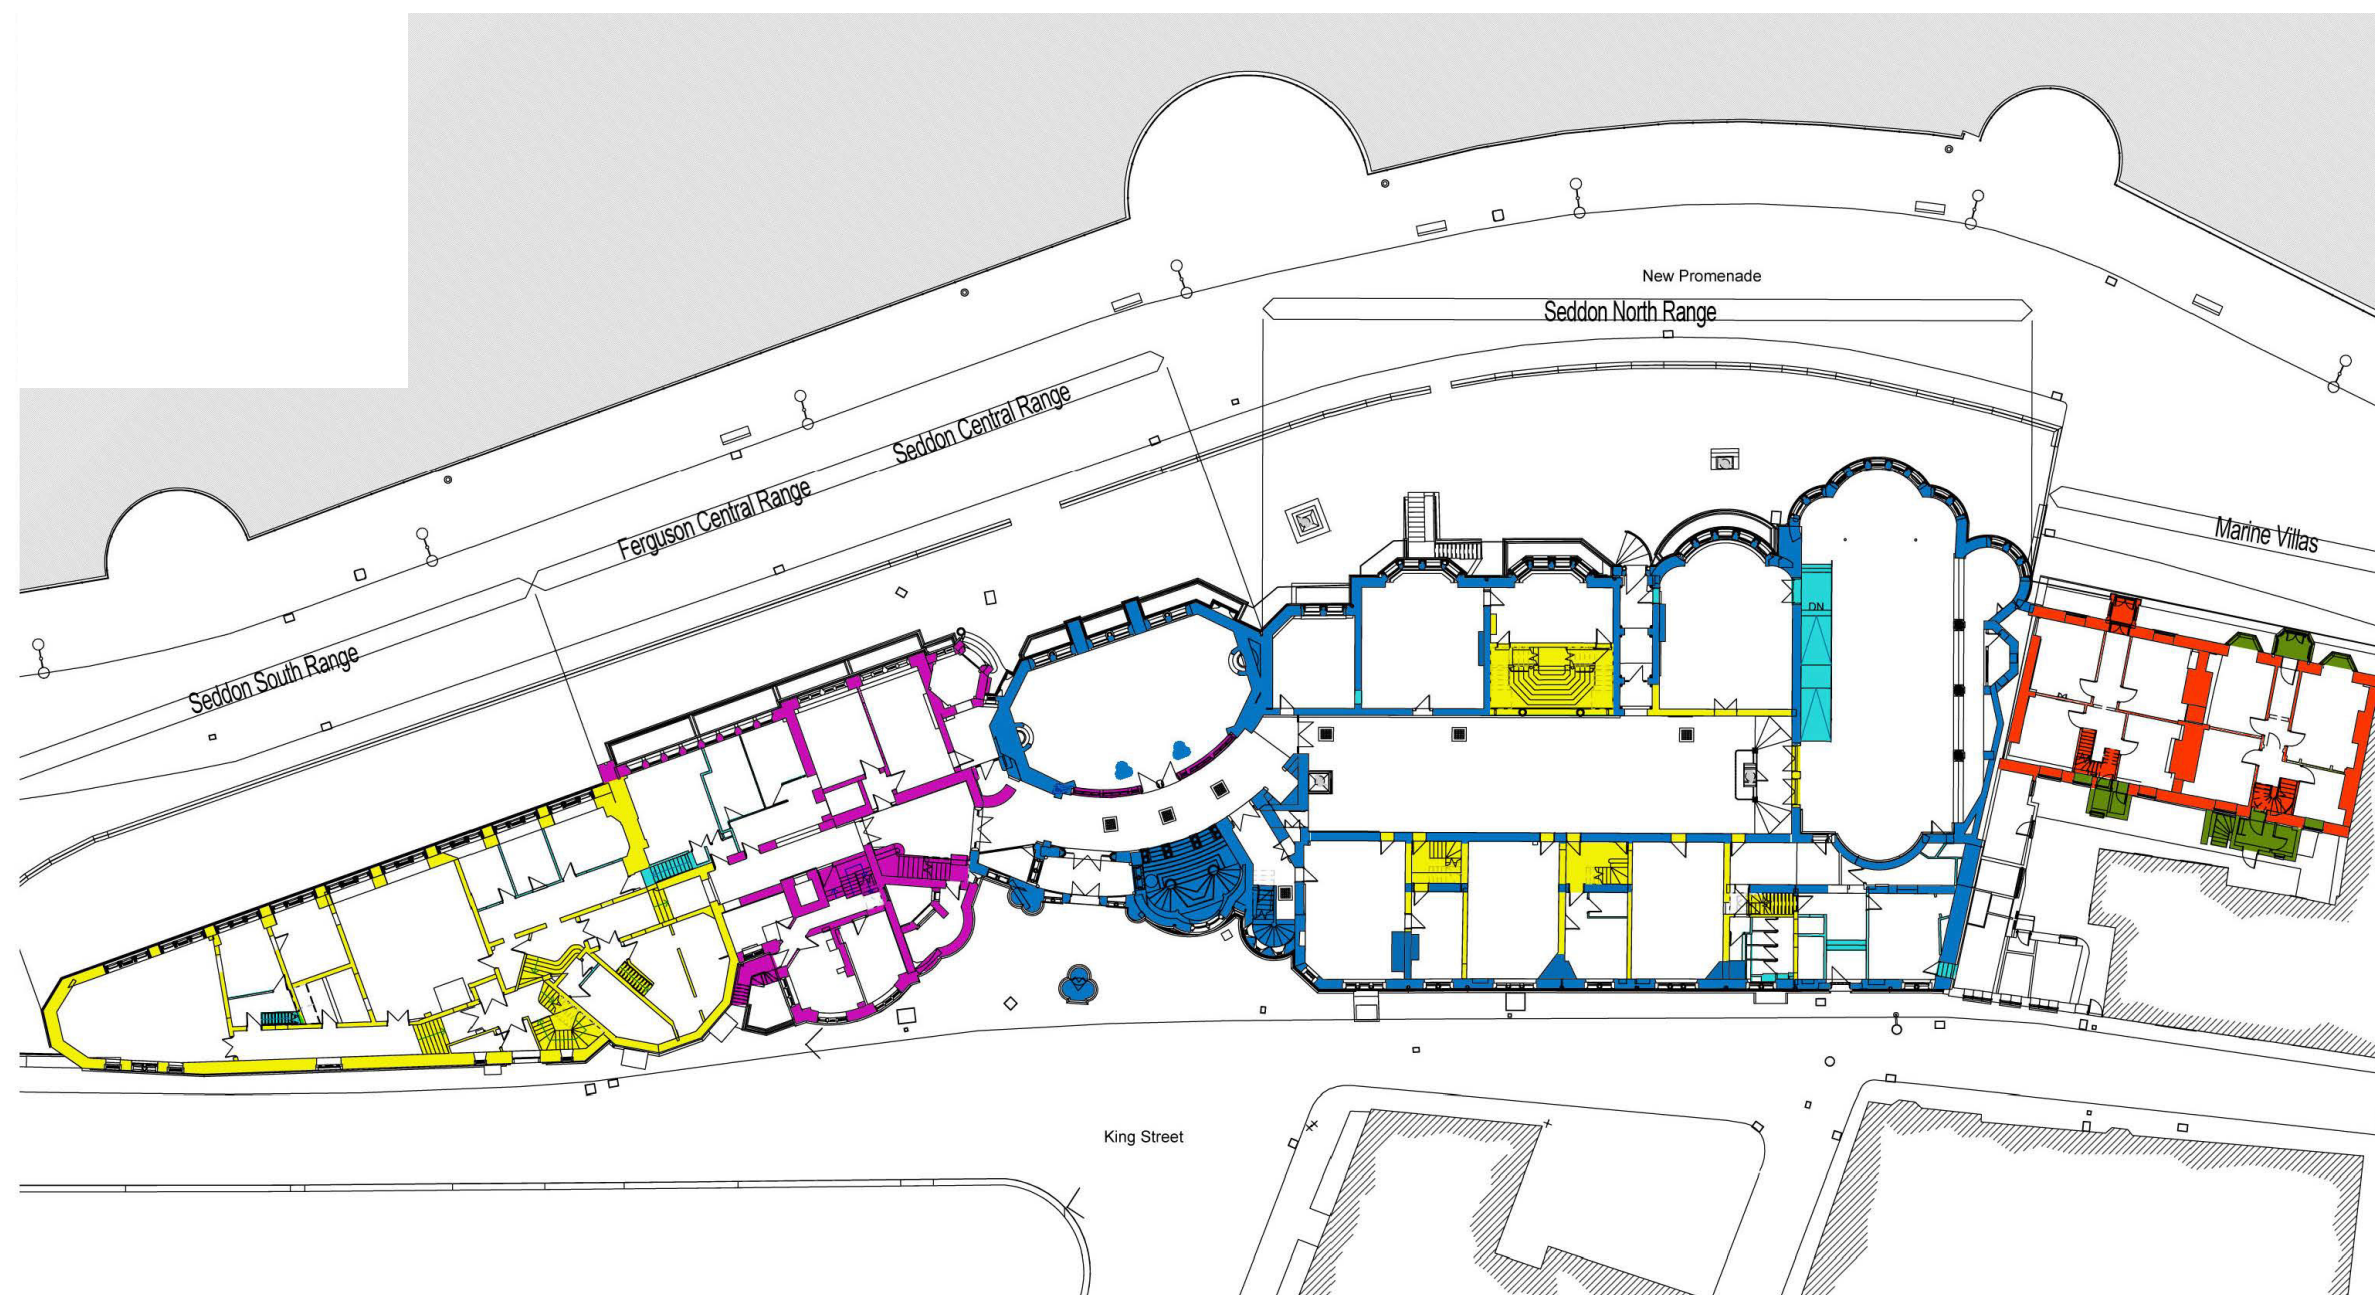 New Promenade
Seddon North Range
Seddon Central Range
Ferguson Central Range
Seddon South Range
Marine Villas
DN
King Street